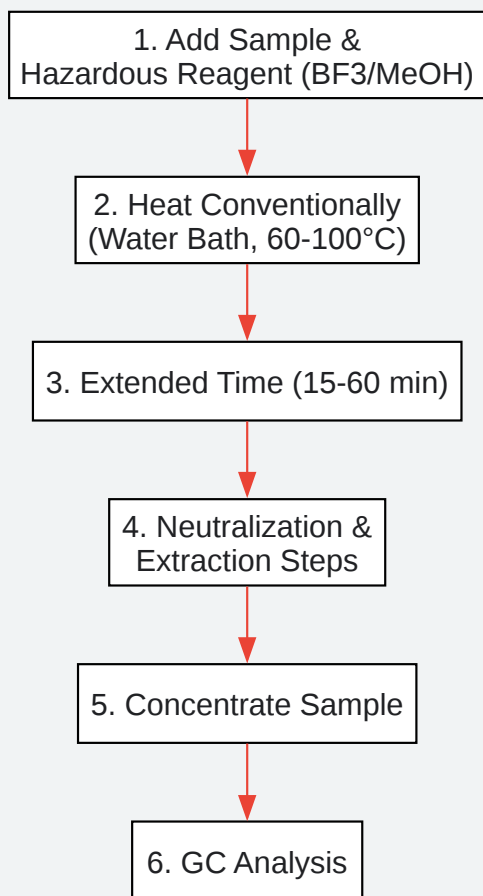 1. Add Sample &
Hazardous Reagent (BF3/MeOH)
2. Heat Conventionally
(Water Bath, 60-100°C)
3. Extended Time (15-60 min)
4. Neutralization &
Extraction Steps
5. Concentrate Sample
6. GC Analysis